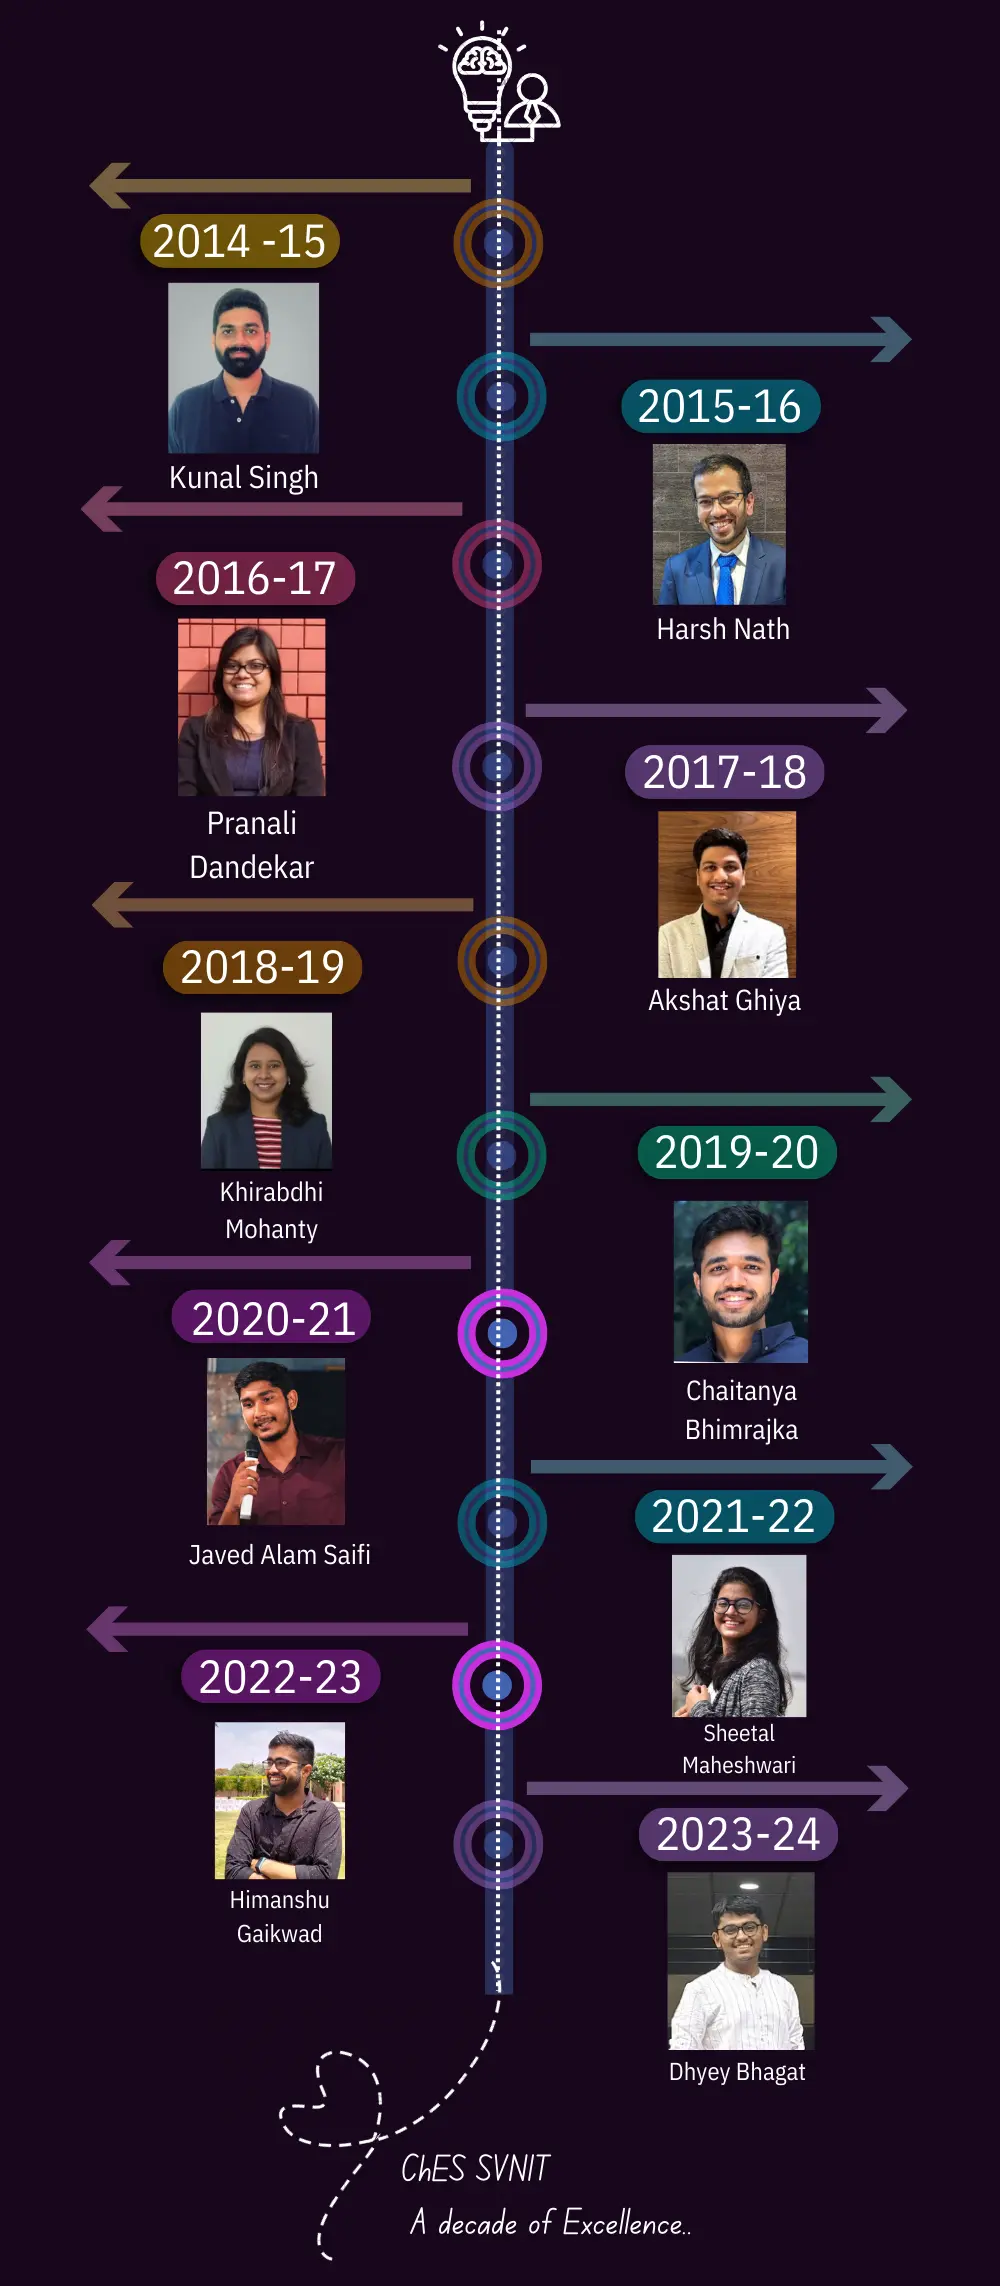 2014 -15
Kunal Singh
2015-16
Harsh Nath
2016-17
Pranali
Dandekar
2017-18
Akshat Ghiya
2018-19
Khirabdhi
Mohanty
2019-20
Chaitanya
Bhimrajka
2020-21
Javed Alam Saifi
2021-22
Sheetal
Maheshwari
2022-23
Himanshu
Gaikwad
2023-24
Dhyey Bhagat
ChES SVNIT
A decade of Excellence..